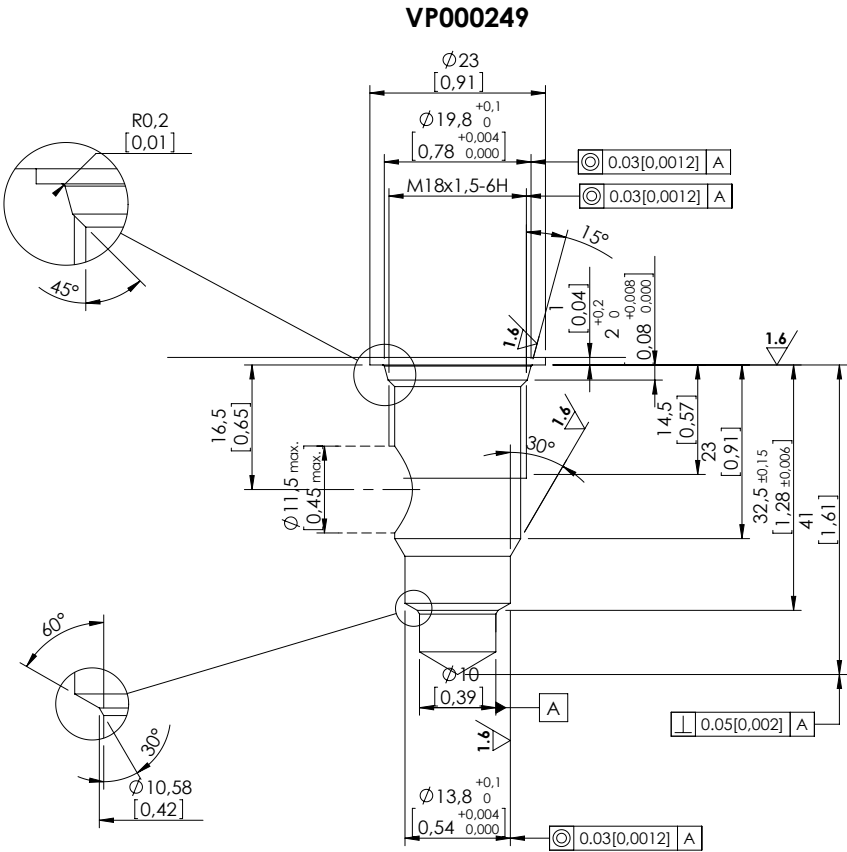 VP000249
Ø23
[0,91]
Ø19,8 +0,1 0
[0,78 +0,004 0,000]
◎ 0.03[0,0012] A
M18x1,5-6H
◎ 0.03[0,0012] A
R0,2
[0,01]
45°
15°
1
[0,04]
2 +0,2 0
[0,08 +0,008 0,000]
1.6
1.6
16,5
[0,65]
Ø11,5 max.
[0,45 max.]
1.6
30°
14,5
[0,57]
23
[0,91]
32,5 ±0,15
[1,28 ±0,006]
41
[1,61]
60°
30°
Ø10,58
[0,42]
Ø10
[0,39]
A
1.6
⊥ 0.05[0,002] A
Ø13,8 +0,1 0
[0,54 +0,004 0,000]
◎ 0.03[0,0012] A